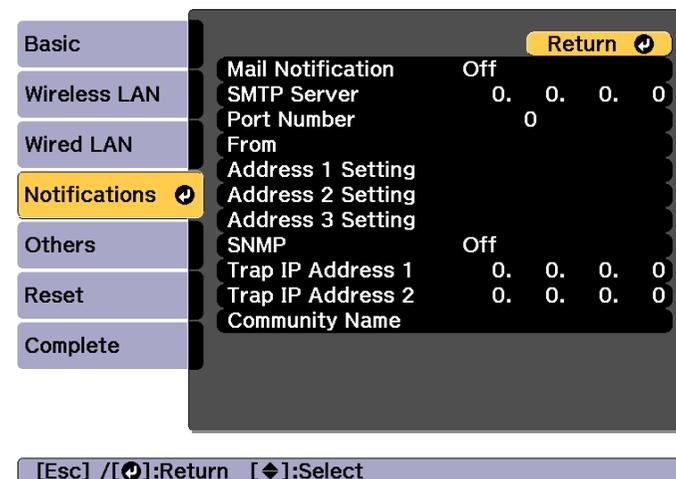 Basic
Wireless LAN
Wired LAN
Notifications
Others
Reset
Complete
Return
Mail Notification Off
SMTP Server 0. 0. 0. 0
Port Number 0
From
Address 1 Setting
Address 2 Setting
Address 3 Setting
SNMP Off
Trap IP Address 1 0. 0. 0. 0
Trap IP Address 2 0. 0. 0. 0
Community Name
[Esc] /[⏎]:Return [◆]:Select